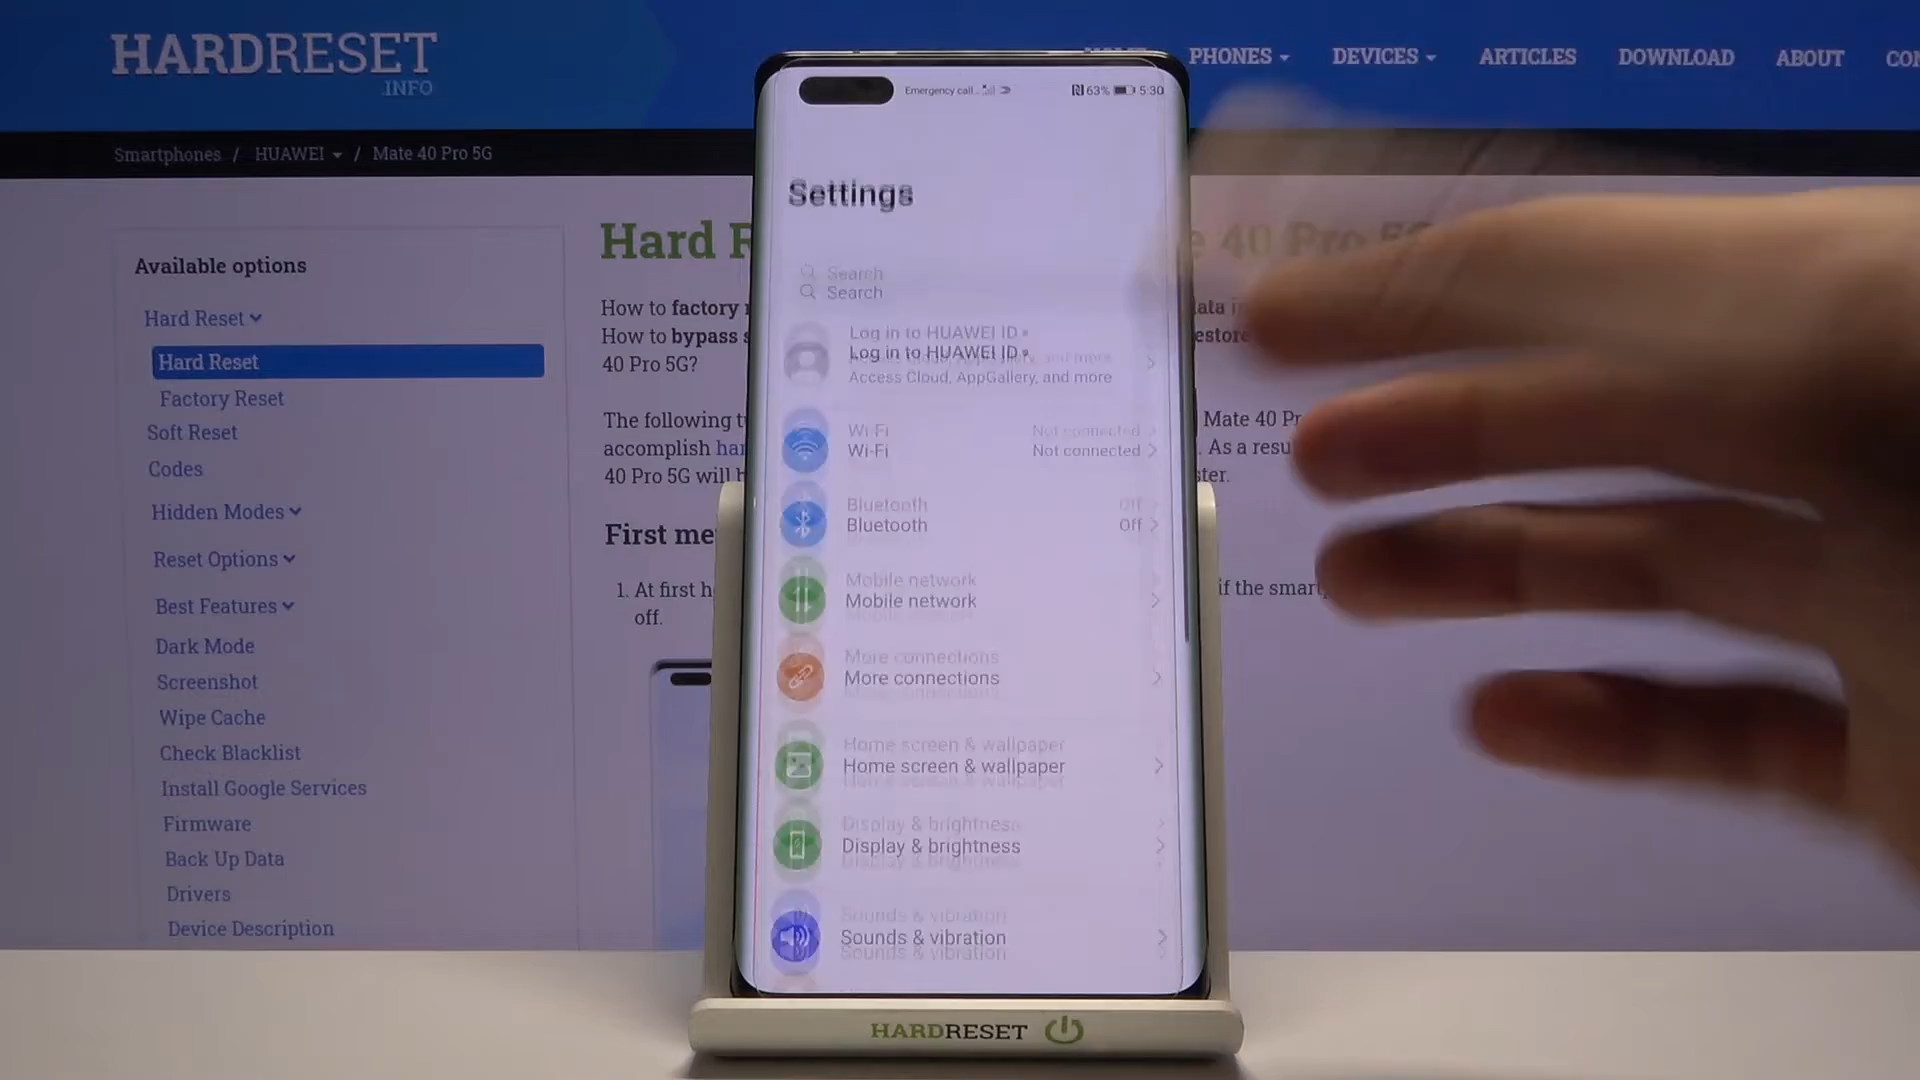 HARDRESET
.INFO
PHONES
DEVICES
ARTICLES
DOWNLOAD
ABOUT
Smartphones / HUAWEI / Mate 40 Pro 5G
Available options
Hard Reset
Hard Reset
Factory Reset
Soft Reset
Codes
Hidden Modes
Reset Options
Best Features
Dark Mode
Screenshot
Wipe Cache
Check Blacklist
Install Google Services
Firmware
Back Up Data
Drivers
Device Description
Hard
40 Pro
How to factory
How to bypass
40 Pro 5G?
The following
Mate 40
accomplish
As a
40 Pro 5G will
First
1. At first
if the
off.
Emergency call... 63% 5:30
Settings
Search
Log in to HUAWEI ID
Access Cloud, AppGallery, and more
Wi-Fi Not connected
Bluetooth Off
Mobile network
More connections
Home screen & wallpaper
Display & brightness
Sounds & vibration
HARDRESET